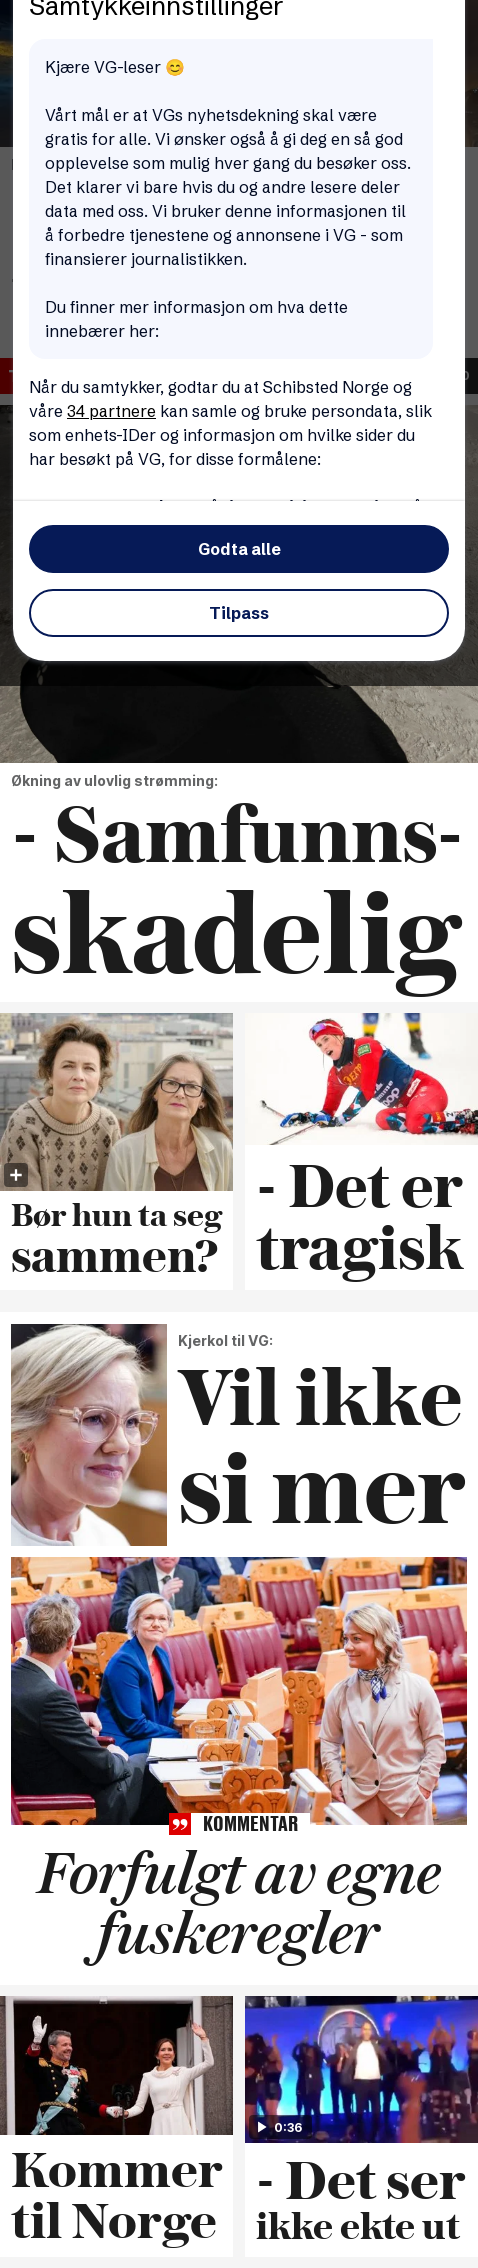 Samtykkeinnstillinger
Kjære VG-leser 😊
Vårt mål er at VGs nyhetsdekning skal være
gratis for alle. Vi ønsker også å gi deg en så god
opplevelse som mulig hver gang du besøker oss.
Det klarer vi bare hvis du og andre lesere deler
data med oss. Vi bruker denne informasjonen til
å forbedre tjenestene og annonsene i VG - som
finansierer journalistikken.
Du finner mer informasjon om hva dette
innebærer her:
Når du samtykker, godtar du at Schibsted Norge og
våre 34 partnere kan samle og bruke persondata, slik
som enhets-IDer og informasjon om hvilke sider du
har besøkt på VG, for disse formålene:
Godta alle
Tilpass
Økning av ulovlig strømming:
- Samfunns-
skadelig
Bør hun ta seg
sammen?
- Det er
tragisk
Kjerkol til VG:
Vil ikke
si mer
KOMMENTAR
Forfulgt av egne
fuskeregler
Kommer
til Norge
0:36
- Det ser
ikke ekte ut